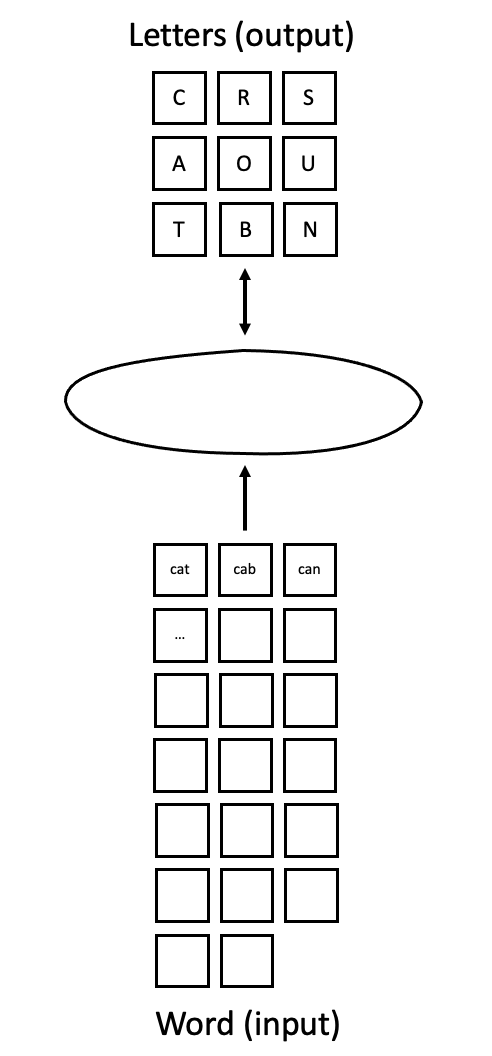 Letters (output)
C R S
A O U
T B N
cat cab can
...
Word (input)